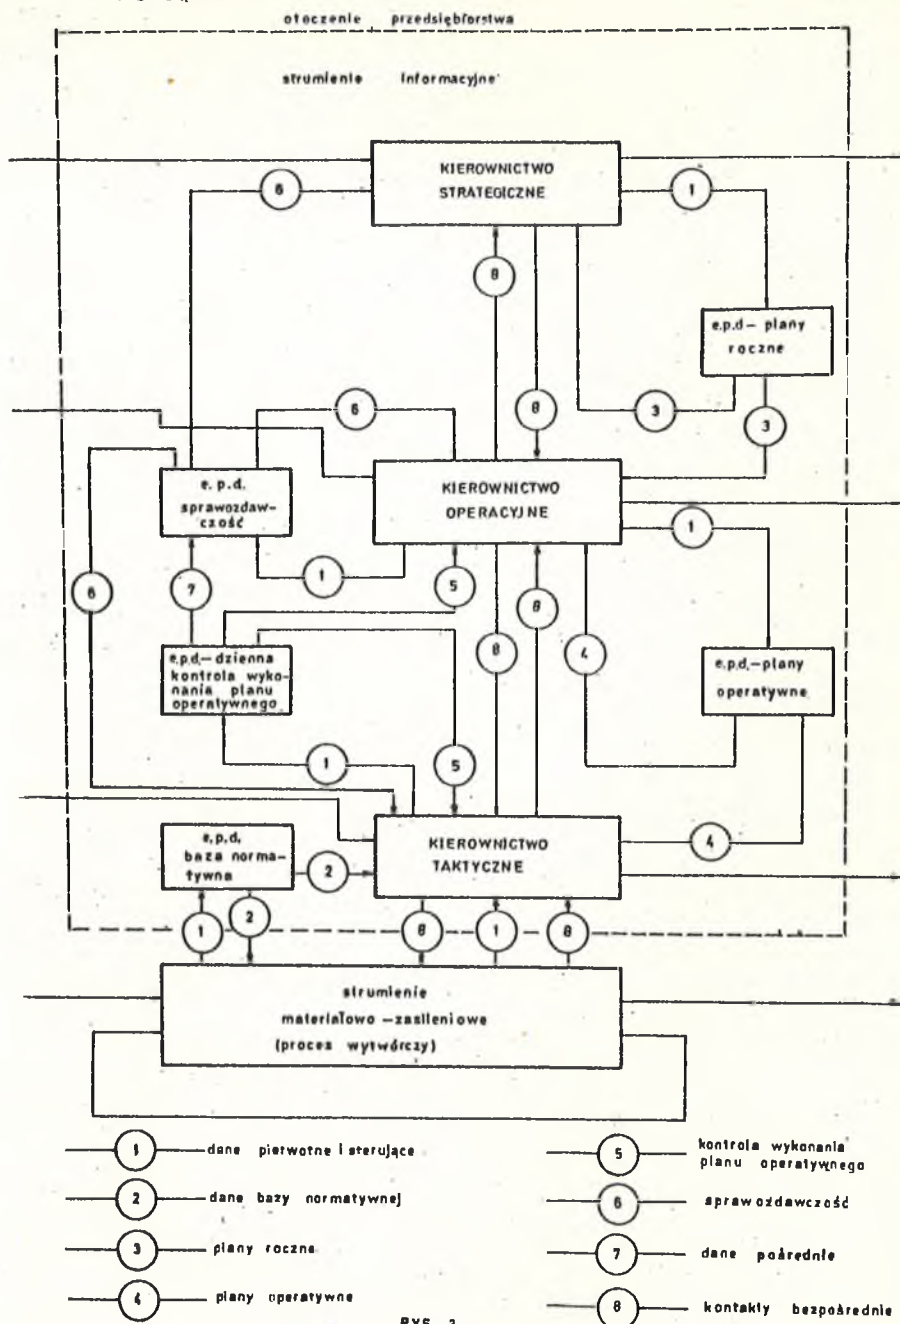 otoczenie przedsiębiorstwa
strumienie informacyjne
KIEROWNICTWO
STRATEGICZNE
6
1
8
e.p.d – plany
roczne
6
8
3
3
e. p. d.
sprawozdaw–
czość
KIEROWNICTWO
OPERACYJNE
1
1
5
6
7
8
8
4
e.p.d.–dzienna
kontrola wyko–
nania planu
operatywnego
e.p.d.–plany
operatywne
1
5
e.p.d.
baza norma–
tywna
2
KIEROWNICTWO
TAKTYCZNE
4
1
2
8
1
8
strumienie
materiałowo – zasileniowe
(proces wytwórczy)
1 dane pierwotne i sterujące
2 dane bazy normatywnej
3 plany roczne
4 plany operatywne
5 kontrola wykonania
planu operatywnego
6 sprawozdawczość
7 dane pośrednie
8 kontakty bezpośrednie